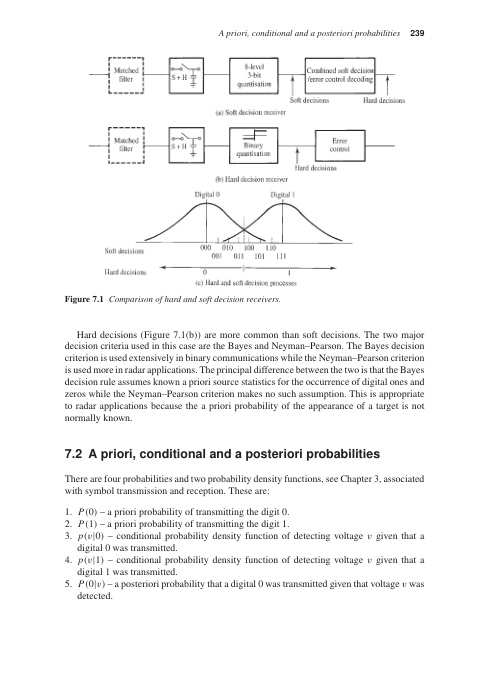 A priori, conditional and a posteriori probabilities 239
Matched
filter
S + H
8-level
3-bit
quantisation
Combined soft decision
/error control decoding
Soft decisions
Hard decisions
(a) Soft decision receiver
Matched
filter
S + H
Binary
quantisation
Error
control
Hard decisions
(b) Hard decision receiver
Digital 0
Digital 1
Soft decisions
000 010 100 110
001 011 101 111
Hard decisions
0 1
(c) Hard and soft decision processes
Figure 7.1 Comparison of hard and soft decision receivers.
Hard decisions (Figure 7.1(b)) are more common than soft decisions. The two major
decision criteria used in this case are the Bayes and Neyman–Pearson. The Bayes decision
criterion is used extensively in binary communications while the Neyman–Pearson criterion
is used more in radar applications. The principal difference between the two is that the Bayes
decision rule assumes known a priori source statistics for the occurrence of digital ones and
zeros while the Neyman–Pearson criterion makes no such assumption. This is appropriate
to radar applications because the a priori probability of the appearance of a target is not
normally known.
7.2 A priori, conditional and a posteriori probabilities
There are four probabilities and two probability density functions, see Chapter 3, associated
with symbol transmission and reception. These are:
1. P(0) – a priori probability of transmitting the digit 0.
2. P(1) – a priori probability of transmitting the digit 1.
3. p(v|0) – conditional probability density function of detecting voltage v given that a
digital 0 was transmitted.
4. p(v|1) – conditional probability density function of detecting voltage v given that a
digital 1 was transmitted.
5. P(0|v) – a posteriori probability that a digital 0 was transmitted given that voltage v was
detected.